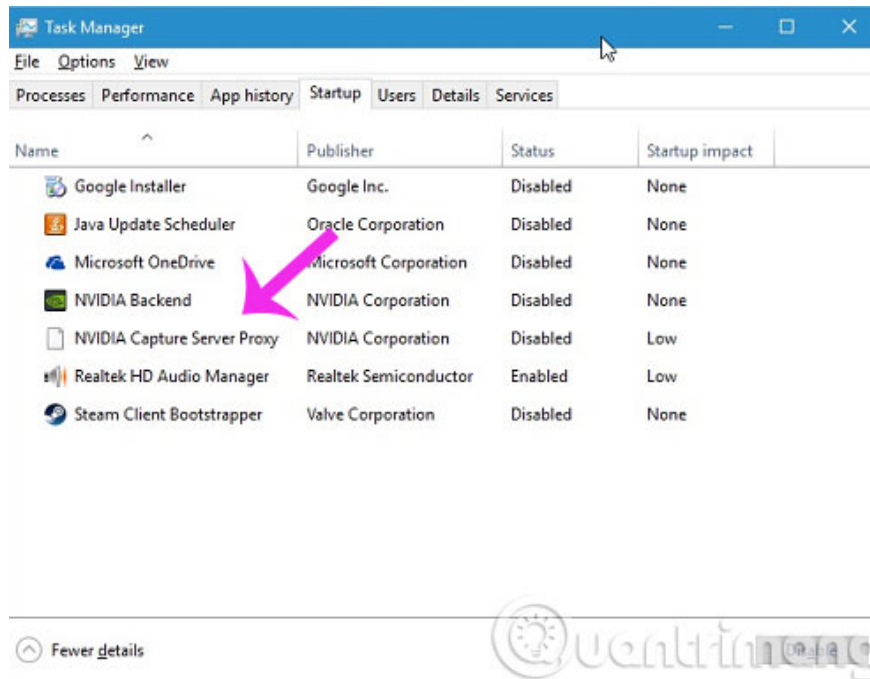 Task Manager
File Options View
Processes Performance App history Startup Users Details Services
Name Publisher Status Startup impact
Google Installer Google Inc. Disabled None
Java Update Scheduler Oracle Corporation Disabled None
Microsoft OneDrive Microsoft Corporation Disabled None
NVIDIA Backend NVIDIA Corporation Disabled None
NVIDIA Capture Server Proxy NVIDIA Corporation Disabled Low
Realtek HD Audio Manager Realtek Semiconductor Enabled Low
Steam Client Bootstrapper Valve Corporation Disabled None
Fewer details Disable
Quantrimang